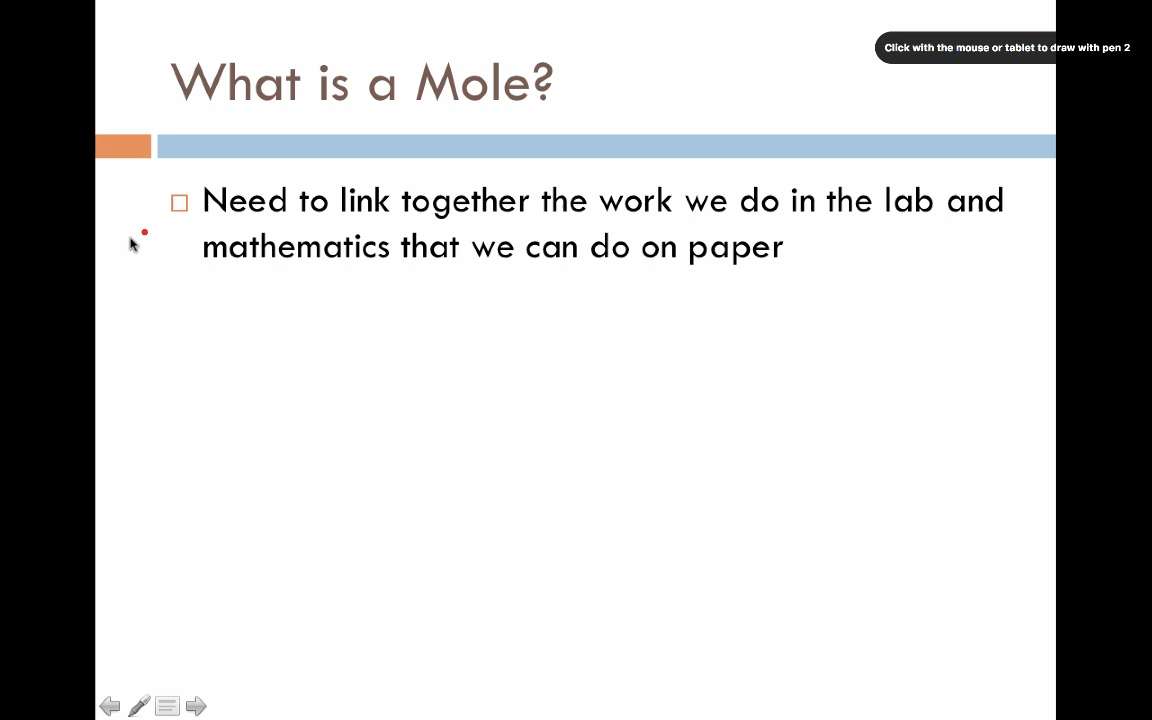 Click with the mouse or tablet to draw with pen 2
What is a Mole?
Need to link together the work we do in the lab and
mathematics that we can do on paper